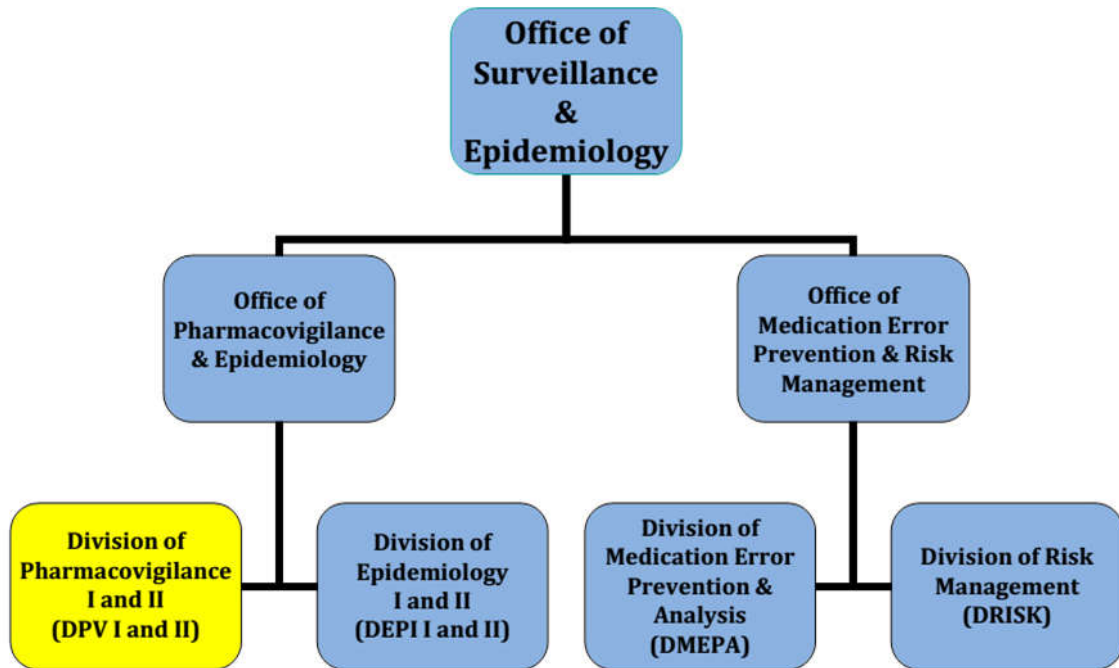 Office of
Surveillance
&
Epidemiology
Office of
Pharmacovigilance
& Epidemiology
Office of
Medication Error
Prevention & Risk
Management
Division of
Pharmacovigilance
I and II
(DPV I and II)
Division of
Epidemiology
I and II
(DEPI I and II)
Division of
Medication Error
Prevention &
Analysis
(DMEPA)
Division of Risk
Management
(DRISK)